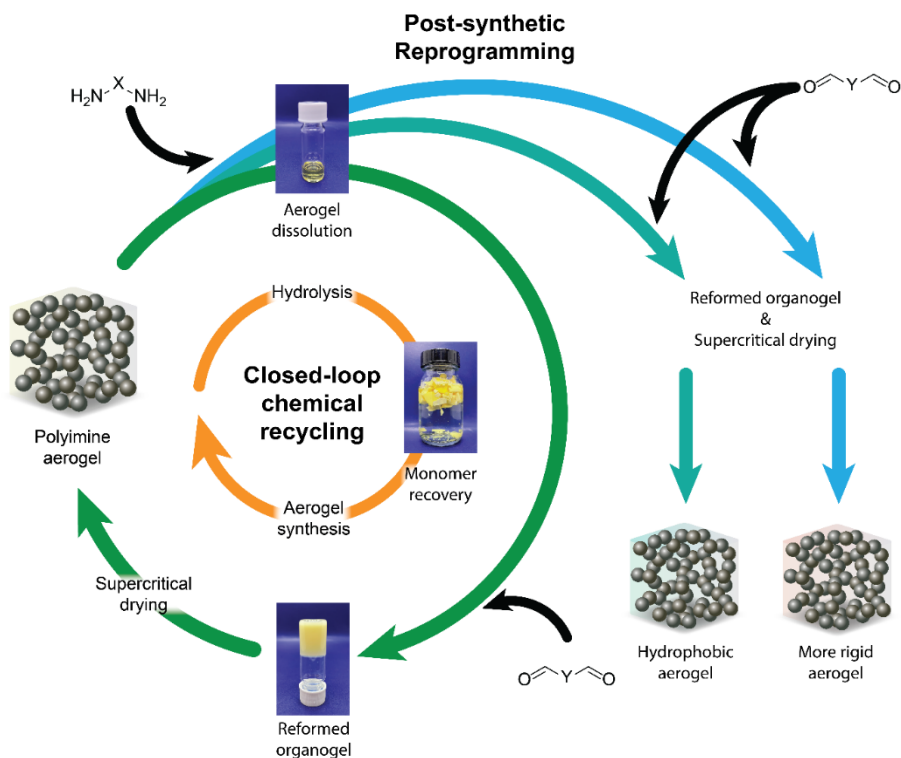 Post-synthetic
Reprogramming
X
H₂N NH₂
O Y O
Aerogel
dissolution
Hydrolysis
Reformed organogel
&
Supercritical drying
Closed-loop
chemical
recycling
Polyimine
aerogel
Monomer
recovery
Aerogel
synthesis
Supercritical
drying
Hydrophobic
aerogel
More rigid
aerogel
O Y O
Reformed
organogel